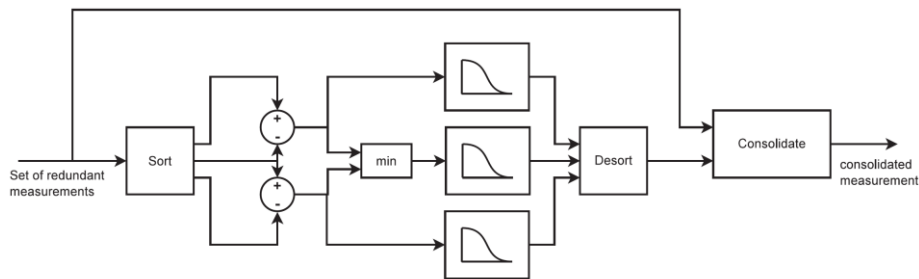 Set of redundant
measurements
Sort
+
-
+
-
min
Desort
Consolidate
consolidated
measurement